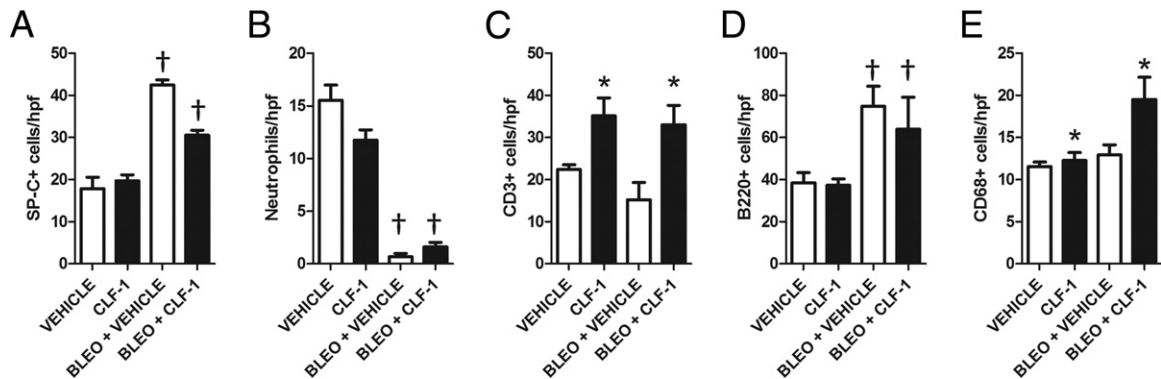 A
SP-C+ cells/hpf
50
40
30
20
10
0
†
†
VEHICLE
CLF-1
BLEO + VEHICLE
BLEO + CLF-1
B
Neutrophils/hpf
20
15
10
5
0
†
†
VEHICLE
CLF-1
BLEO + VEHICLE
BLEO + CLF-1
C
CD3+ cells/hpf
50
40
30
20
10
0
*
*
VEHICLE
CLF-1
BLEO + VEHICLE
BLEO + CLF-1
D
B220+ cells/hpf
100
80
60
40
20
0
†
†
VEHICLE
CLF-1
BLEO + VEHICLE
BLEO + CLF-1
E
CD68+ cells/hpf
25
20
15
10
5
0
*
*
VEHICLE
CLF-1
BLEO + VEHICLE
BLEO + CLF-1